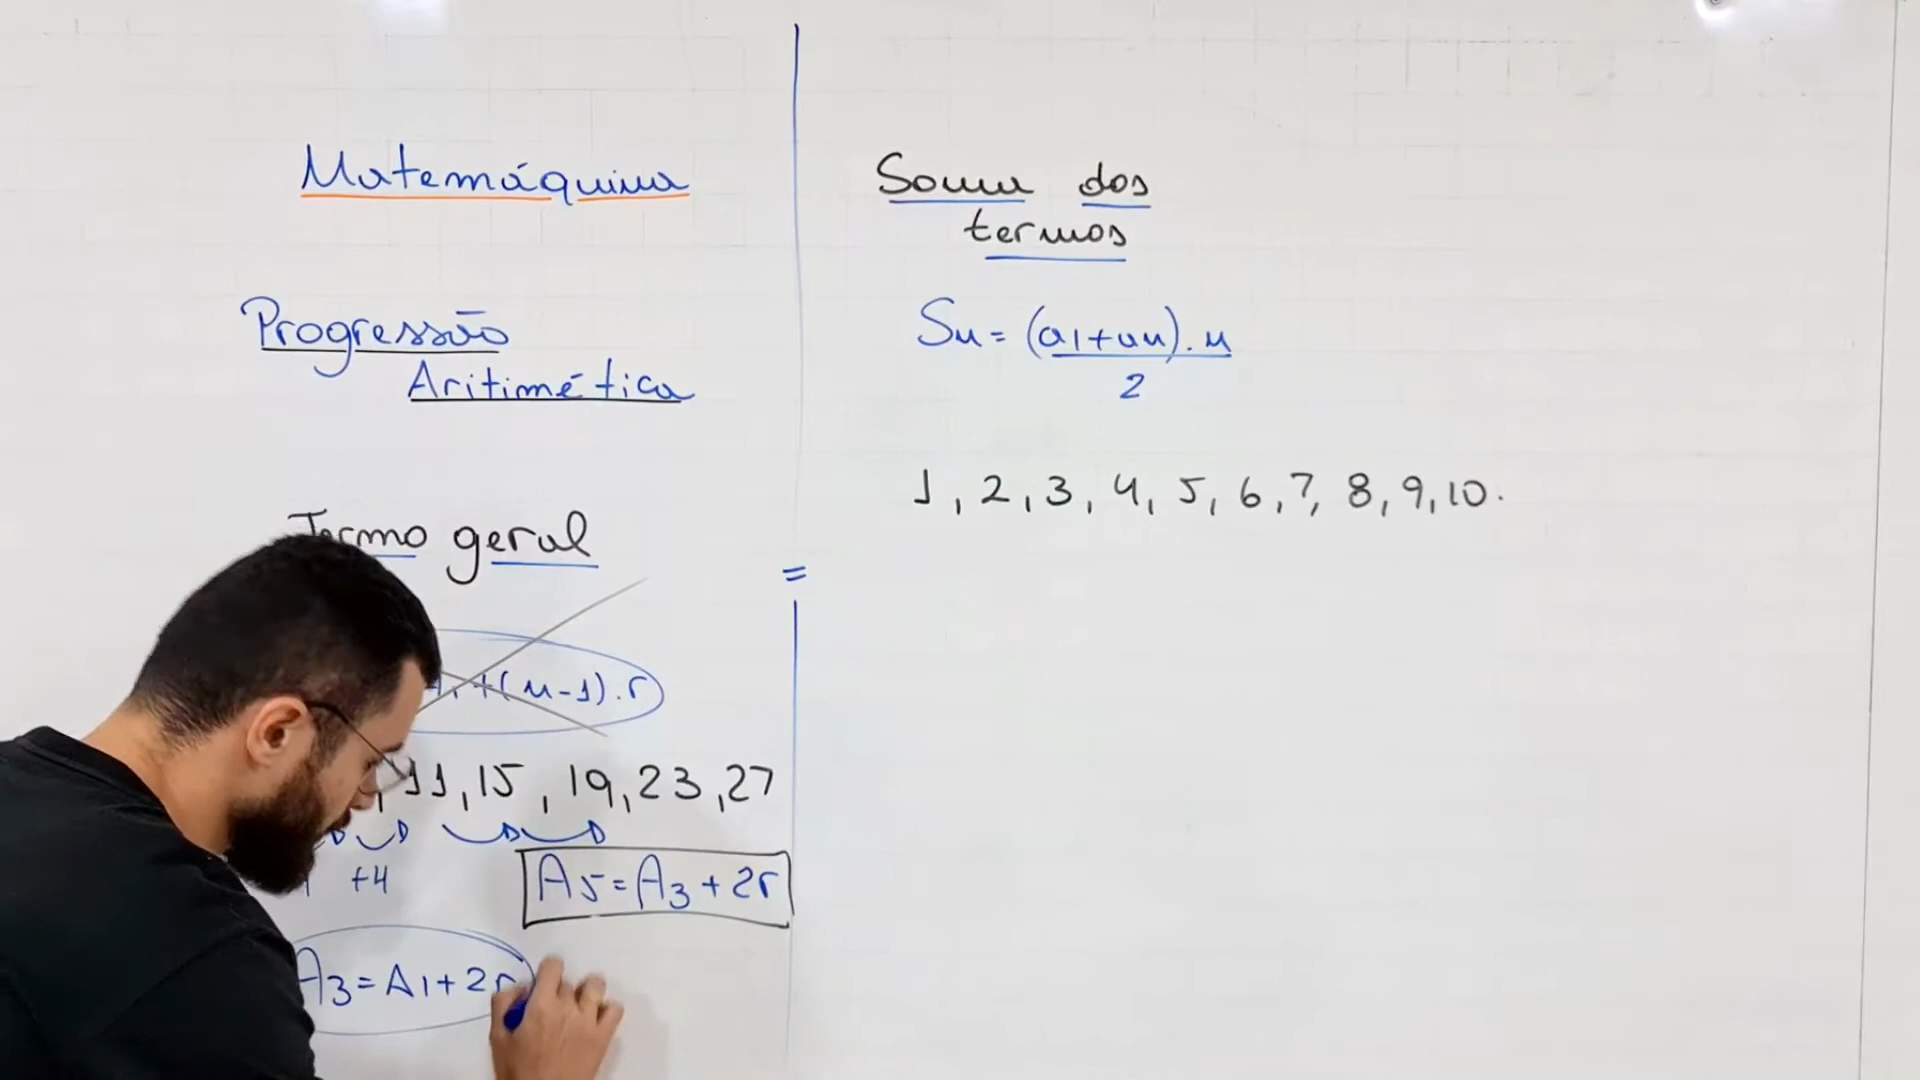 Matemáquina
Progressão
Aritimética
Termo geral
+(n-1).r
, 11, 15, 19, 23, 27
+4
A5=A3+2r
A3=A1+2r
Soma dos
termos
Sn=(a1+an).n
2
1, 2, 3, 4, 5, 6, 7, 8, 9, 10.
=